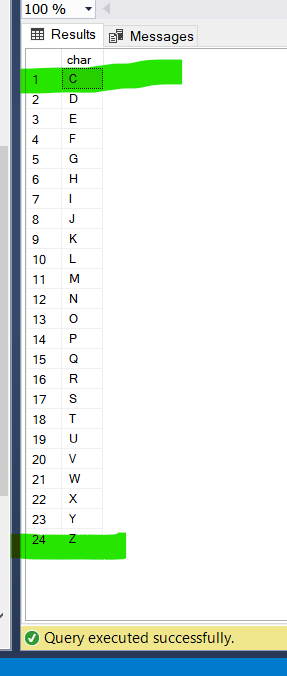 100 %
Results Messages
char
1 C
2 D
3 E
4 F
5 G
6 H
7 I
8 J
9 K
10 L
11 M
12 N
13 O
14 P
15 Q
16 R
17 S
18 T
19 U
20 V
21 W
22 X
23 Y
24 Z
Query executed successfully.